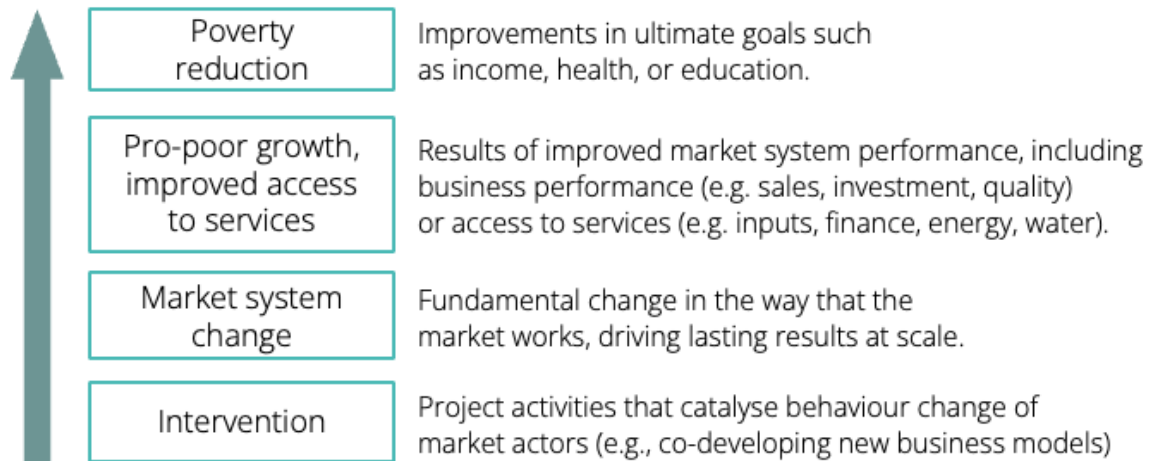 Poverty
reduction
Improvements in ultimate goals such
as income, health, or education.
Pro-poor growth,
improved access
to services
Results of improved market system performance, including
business performance (e.g. sales, investment, quality)
or access to services (e.g. inputs, finance, energy, water).
Market system
change
Fundamental change in the way that the
market works, driving lasting results at scale.
Intervention
Project activities that catalyse behaviour change of
market actors (e.g., co-developing new business models)